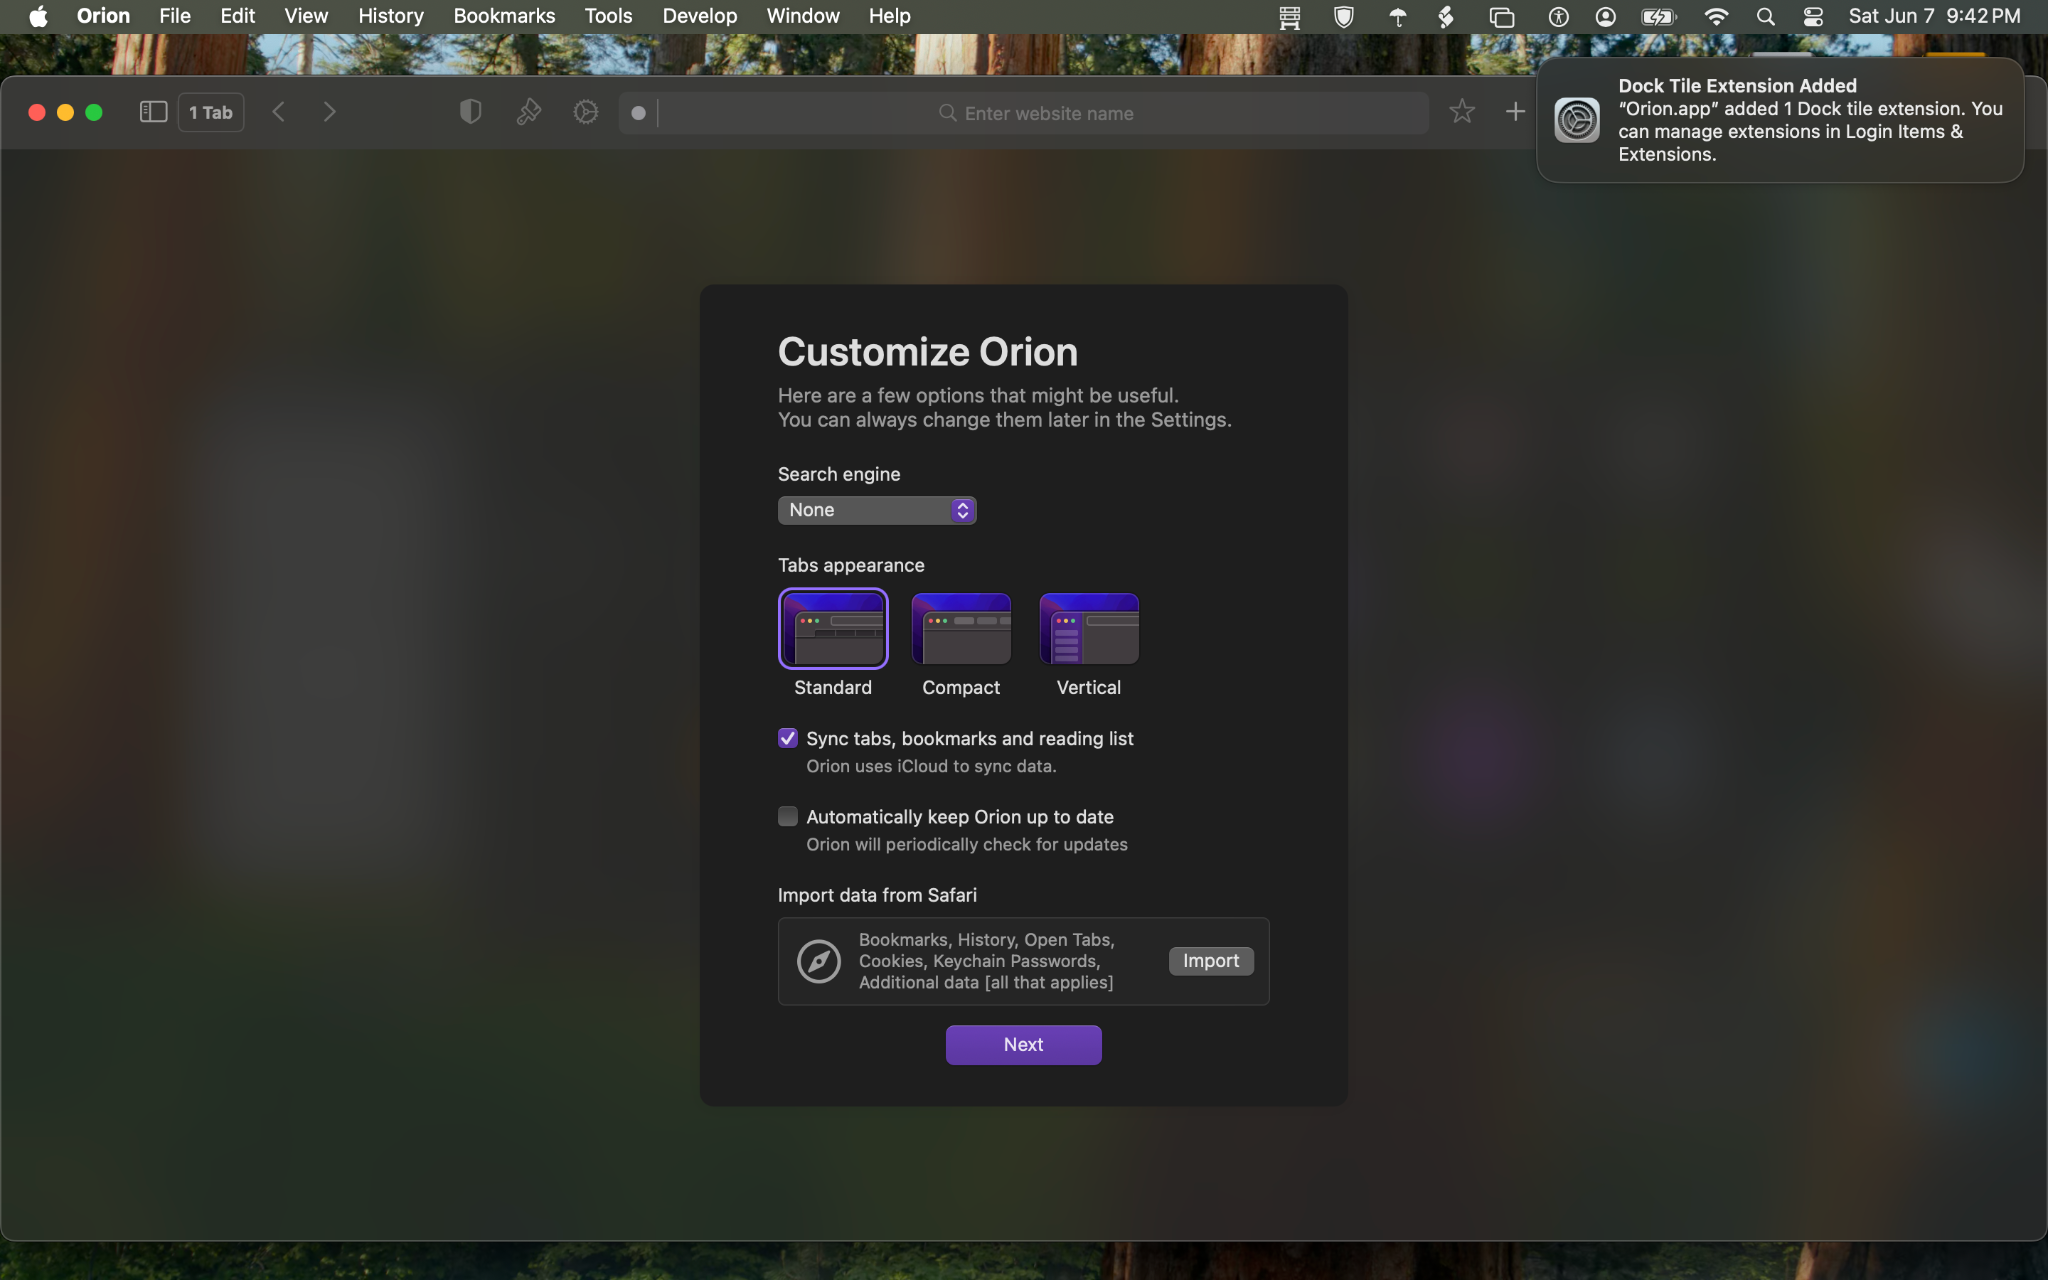 Orion File Edit View History Bookmarks Tools Develop Window Help Sat Jun 7 9:42 PM
1 Tab
Enter website name
Dock Tile Extension Added
“Orion.app” added 1 Dock tile extension. You
can manage extensions in Login Items &
Extensions.
Customize Orion
Here are a few options that might be useful.
You can always change them later in the Settings.
Search engine
None
Tabs appearance
Standard Compact Vertical
Sync tabs, bookmarks and reading list
Orion uses iCloud to sync data.
Automatically keep Orion up to date
Orion will periodically check for updates
Import data from Safari
Bookmarks, History, Open Tabs,
Cookies, Keychain Passwords,
Additional data [all that applies]
Import
Next